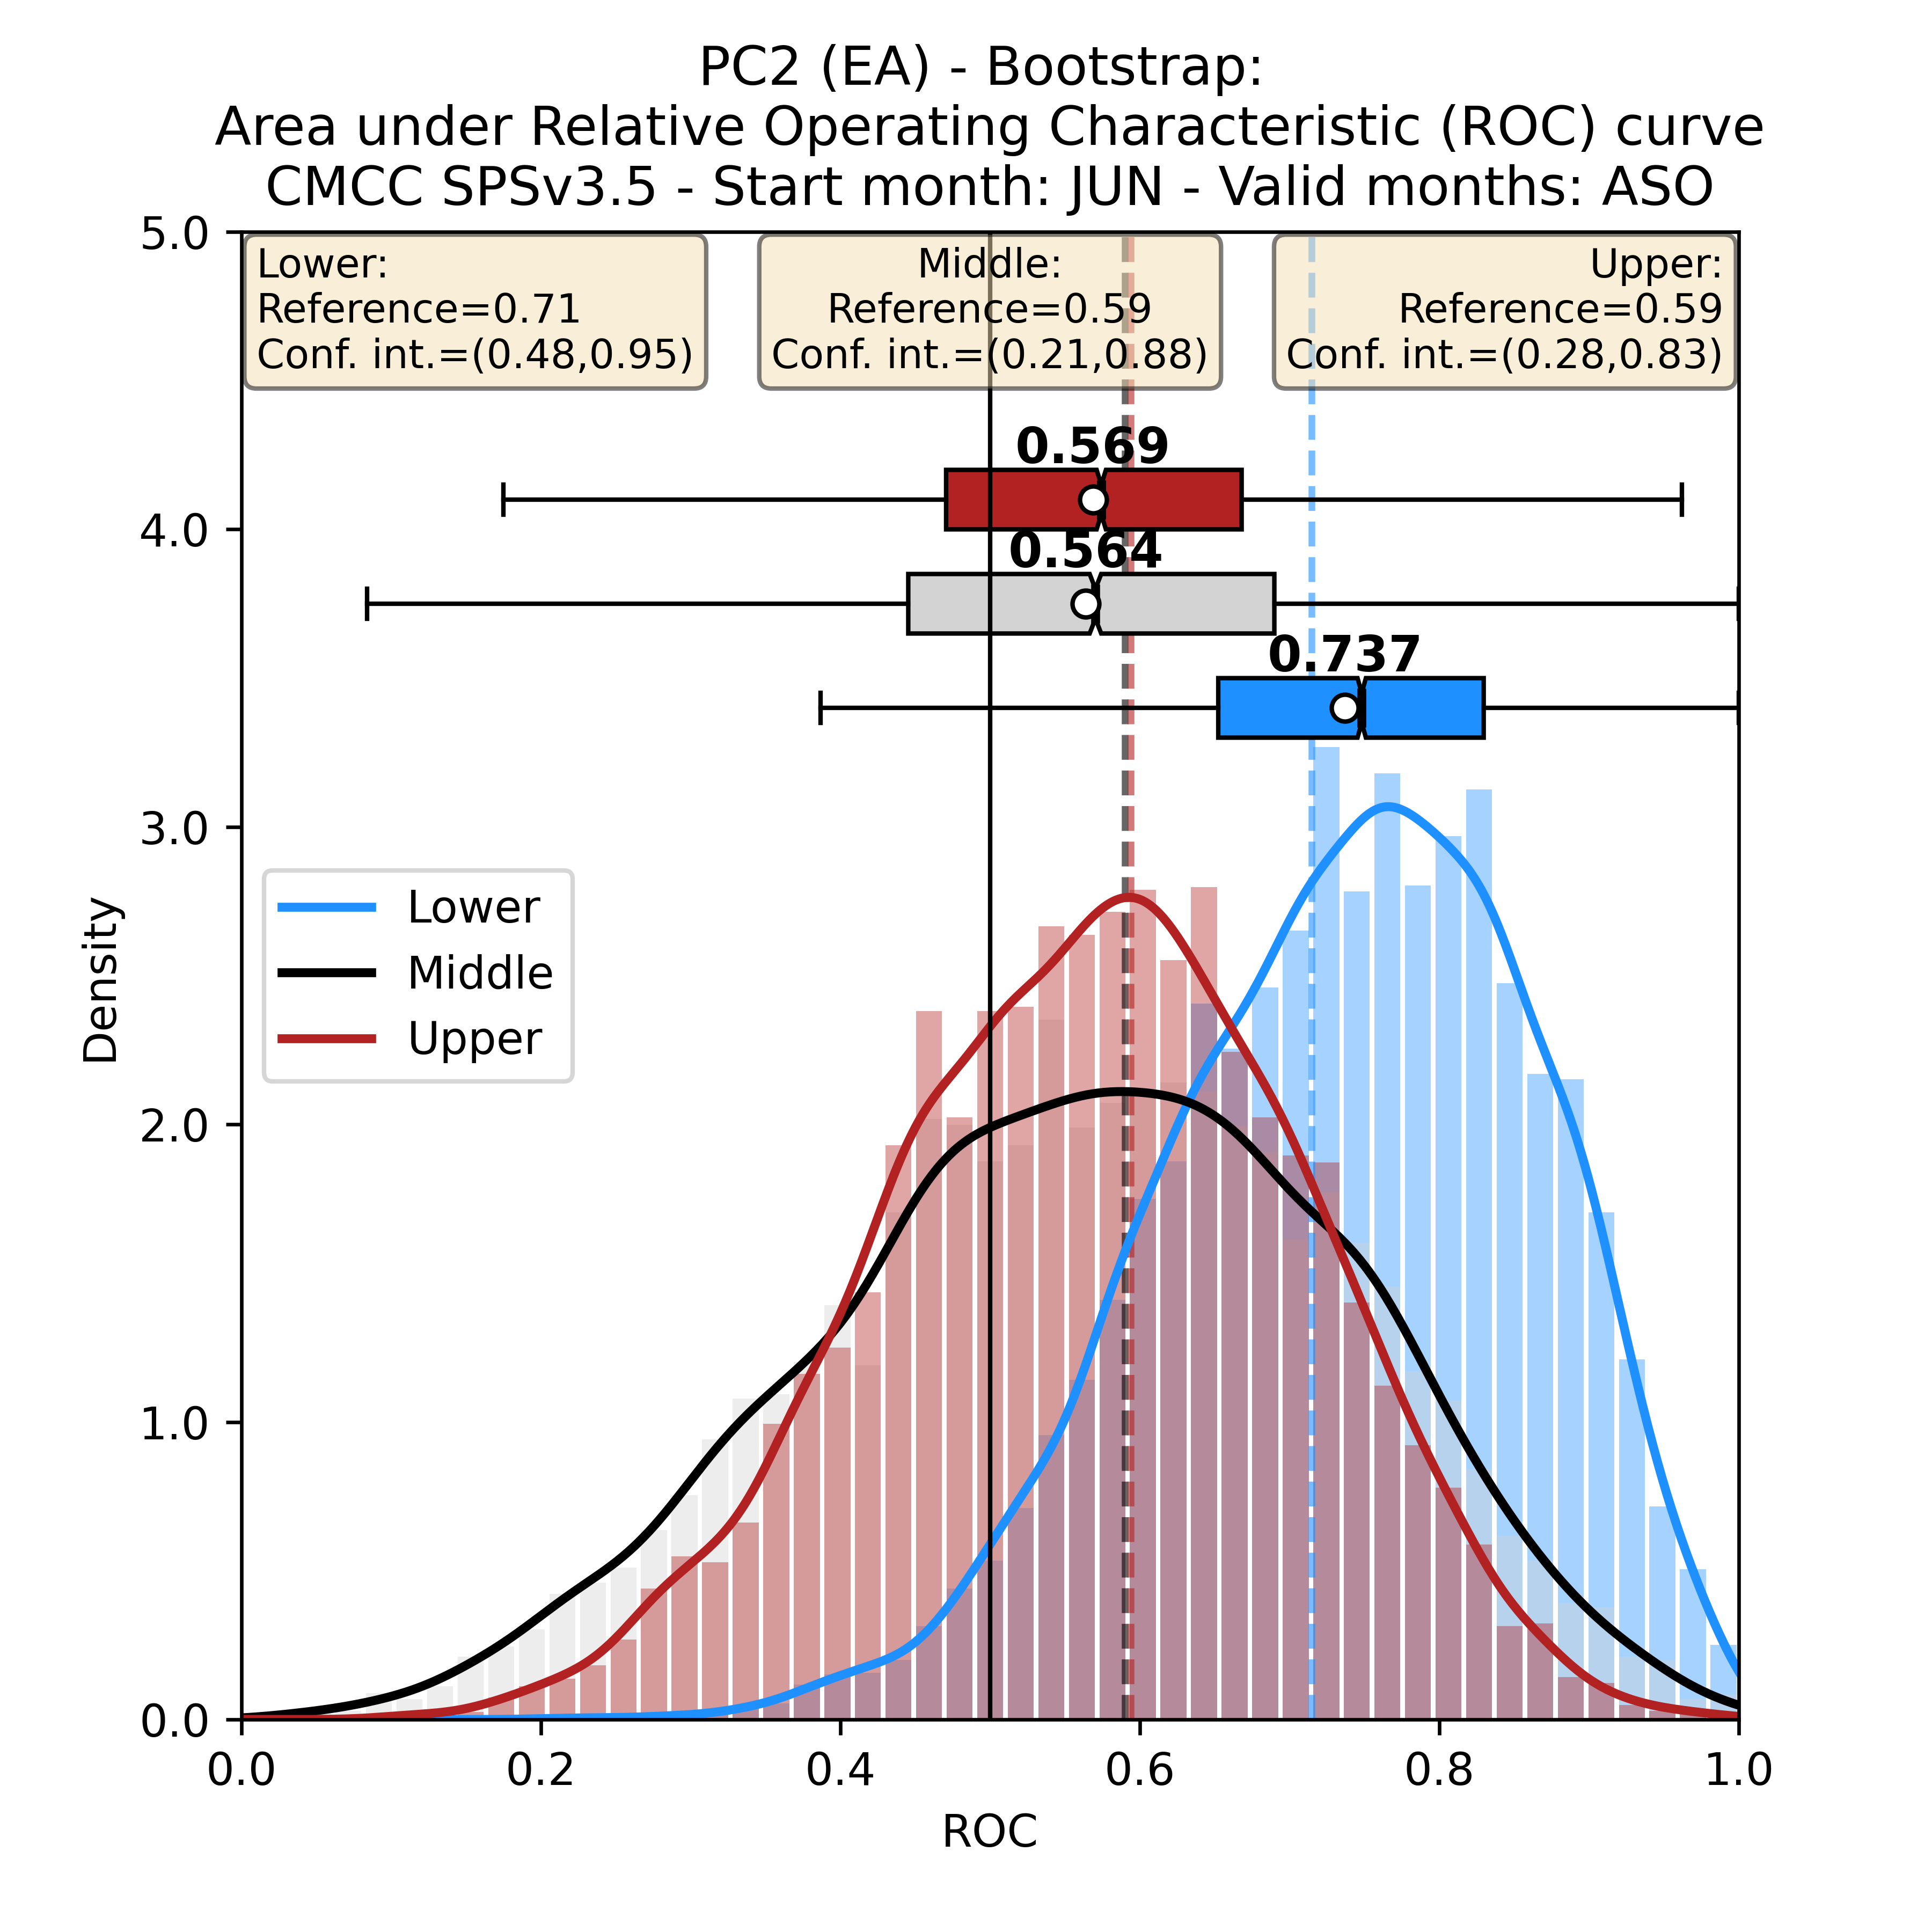 PC2 (EA) - Bootstrap:
Area under Relative Operating Characteristic (ROC) curve
CMCC SPSv3.5 - Start month: JUN - Valid months: ASO
Lower:
Reference=0.71
Conf. int.=(0.48,0.95)
Middle:
Reference=0.59
Conf. int.=(0.21,0.88)
Upper:
Reference=0.59
Conf. int.=(0.28,0.83)
0.569
0.564
0.737
5.0
4.0
3.0
2.0
1.0
0.0
Density
Lower
Middle
Upper
0.0 0.2 0.4 0.6 0.8 1.0
ROC